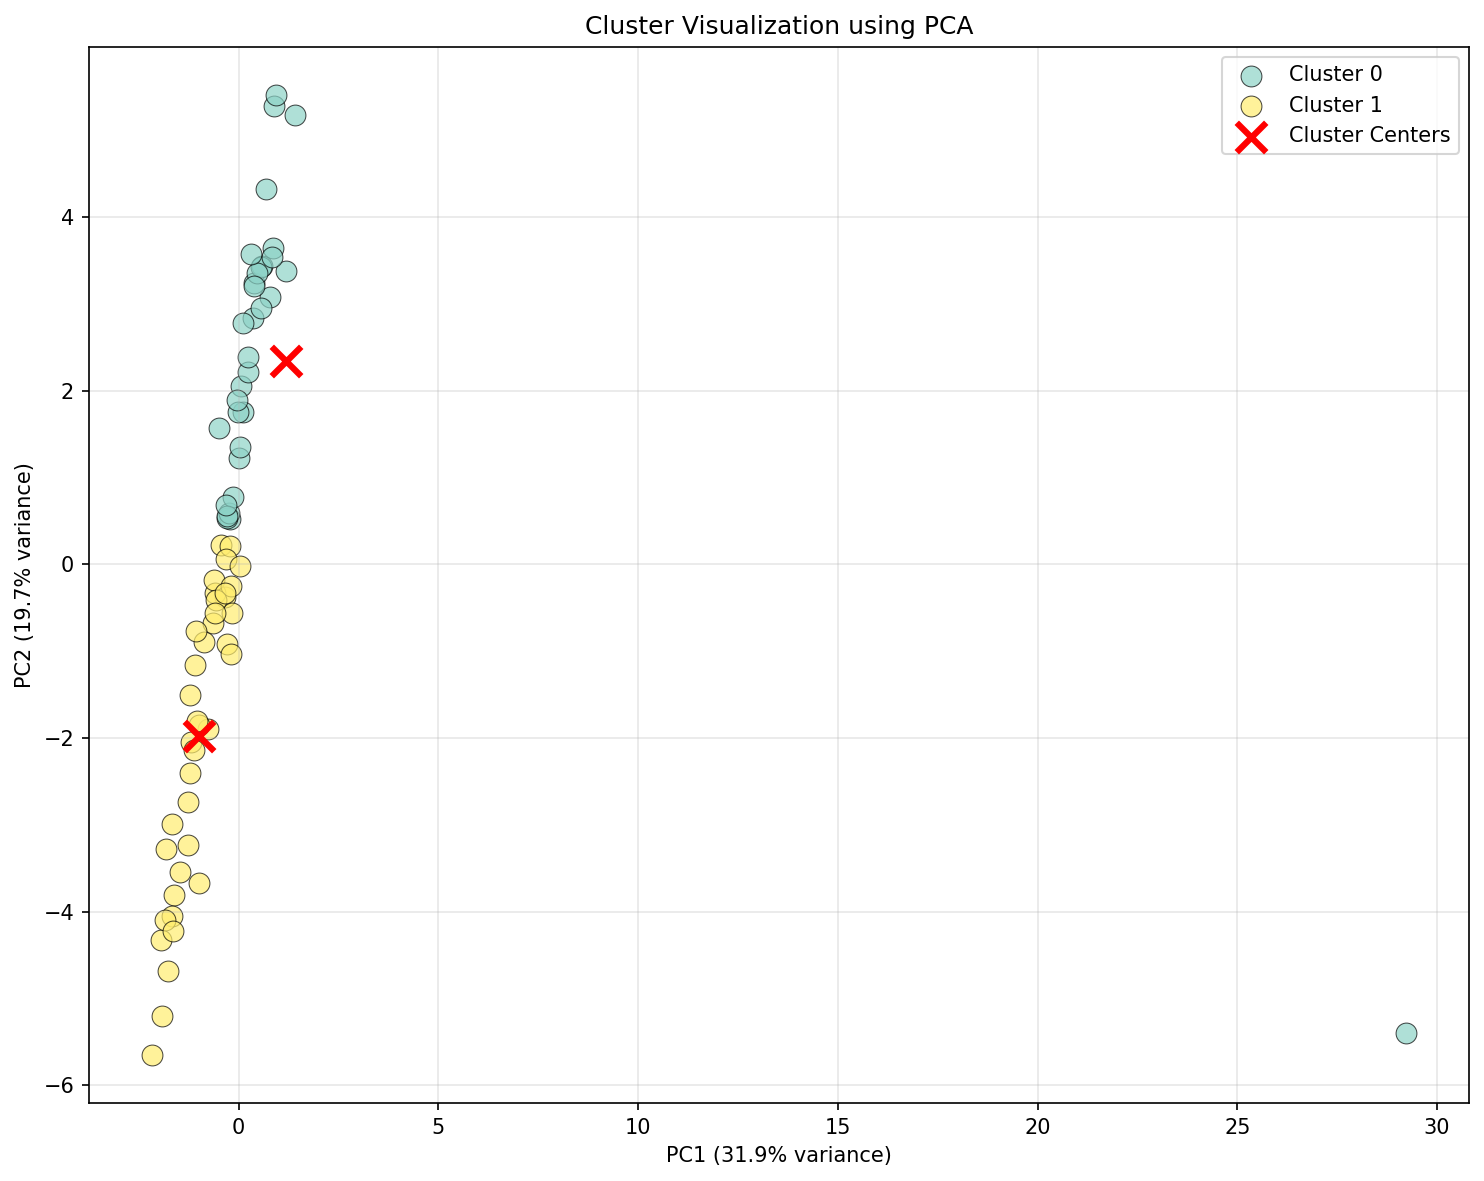 Cluster Visualization using PCA
Cluster 0
Cluster 1
Cluster Centers
PC2 (19.7% variance)
4
2
0
−2
−4
−6
0 5 10 15 20 25 30
PC1 (31.9% variance)